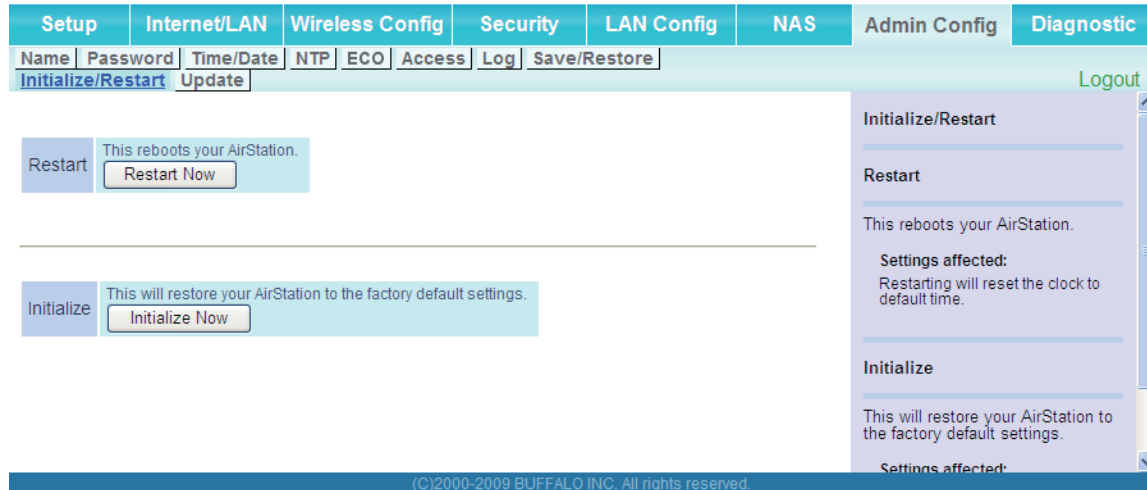 Setup Internet/LAN Wireless Config Security LAN Config NAS Admin Config Diagnostic
Name Password Time/Date NTP ECO Access Log Save/Restore
Initialize/Restart Update
Logout
Restart
This reboots your AirStation.
Restart Now
Initialize
This will restore your AirStation to the factory default settings.
Initialize Now
Initialize/Restart
Restart
This reboots your AirStation.
Settings affected:
Restarting will reset the clock to
default time.
Initialize
This will restore your AirStation to
the factory default settings.
Settings affected:
(C)2000-2009 BUFFALO INC. All rights reserved.